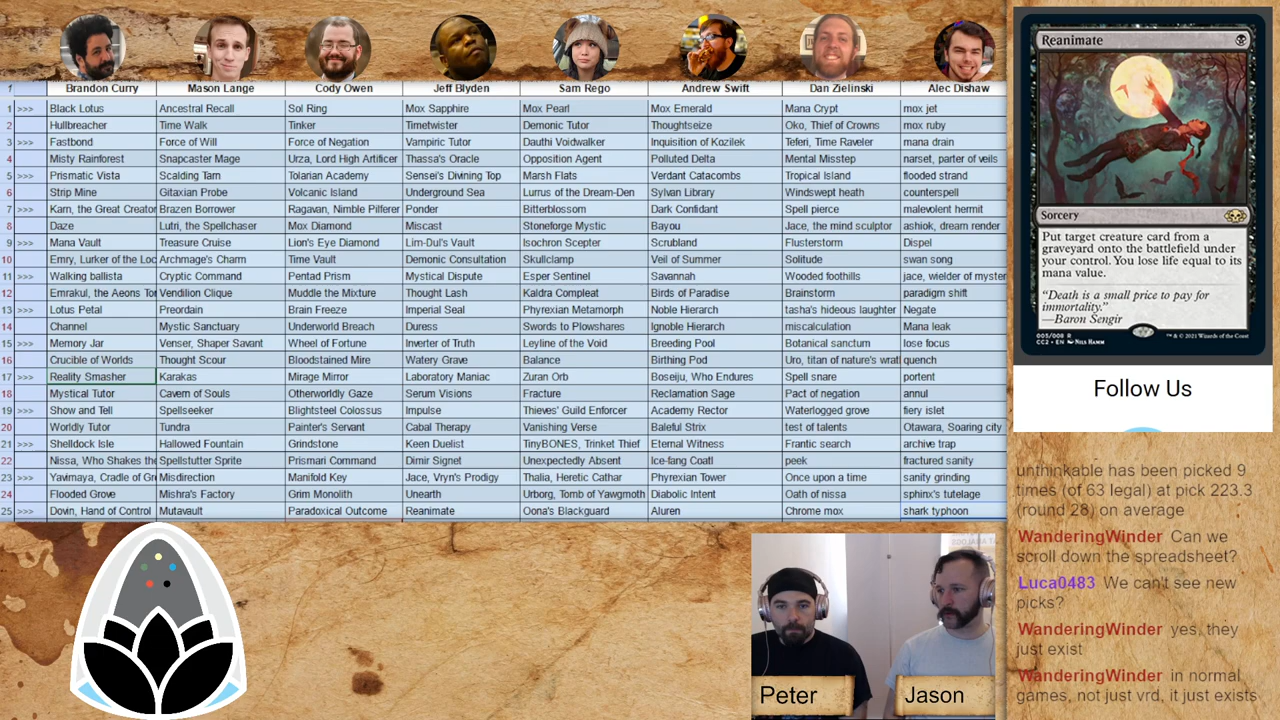 Brandon Curry Mason Lange Cody Owen Jeff Blyden Sam Rego Andrew Swift Dan Zielinski Alec Dishaw
1 >>> Black Lotus Ancestral Recall Sol Ring Mox Sapphire Mox Pearl Mox Emerald Mana Crypt mox jet
2 Hullbreacher Time Walk Tinker Timetwister Demonic Tutor Thoughtseize Oko, Thief of Crowns mox ruby
3 >>> Fastbond Force of Will Force of Negation Vampiric Tutor Dauthi Voidwalker Inquisition of Kozilek Teferi, Time Raveler mana drain
4 Misty Rainforest Snapcaster Mage Urza, Lord High Artificer Thassa's Oracle Opposition Agent Polluted Delta Mental Misstep narset, parter of veils
5 >>> Prismatic Vista Scalding Tarn Tolarian Academy Sensei's Divining Top Marsh Flats Verdant Catacombs Tropical Island flooded strand
6 Strip Mine Gitaxian Probe Volcanic Island Underground Sea Lurrus of the Dream-Den Sylvan Library Windswept heath counterspell
7 >>> Karn, the Great Creator Brazen Borrower Ragavan, Nimble Pilferer Ponder Bitterblossom Dark Confidant Spell pierce malevolent hermit
8 Daze Lutri, the Spellchaser Mox Diamond Miscast Stoneforge Mystic Bayou Jace, the mind sculptor ashiok, dream render
9 >>> Mana Vault Treasure Cruise Lion's Eye Diamond Lim-Dul's Vault Isochron Scepter Scrubland Flusterstorm Dispel
10 Emry, Lurker of the Loc Archmage's Charm Time Vault Demonic Consultation Skullclamp Veil of Summer Solitude swan song
11 >>> Walking ballista Cryptic Command Pentad Prism Mystical Dispute Esper Sentinel Savannah Wooded foothills jace, wielder of myster
12 Emrakul, the Aeons Tor Vendilion Clique Muddle the Mixture Thought Lash Kaldra Compleat Birds of Paradise Brainstorm paradigm shift
13 >>> Lotus Petal Preordain Brain Freeze Imperial Seal Phyrexian Metamorph Noble Hierarch tasha's hideous laughter Negate
14 Channel Mystic Sanctuary Underworld Breach Duress Swords to Plowshares Ignoble Hierarch miscalculation Mana leak
15 >>> Memory Jar Venser, Shaper Savant Wheel of Fortune Inverter of Truth Leyline of the Void Breeding Pool Botanical sanctum lose focus
16 Crucible of Worlds Thought Scour Bloodstained Mire Watery Grave Balance Birthing Pod Uro, titan of nature's wrat quench
17 >>> Reality Smasher Karakas Mirage Mirror Laboratory Maniac Zuran Orb Boseiju, Who Endures Spell snare portent
18 Mystical Tutor Cavern of Souls Otherworldly Gaze Serum Visions Fracture Reclamation Sage Pact of negation annul
19 >>> Show and Tell Spellseeker Blightsteel Colossus Impulse Thieves' Guild Enforcer Academy Rector Waterlogged grove fiery islet
20 Worldly Tutor Tundra Painter's Servant Cabal Therapy Vanishing Verse Baleful Strix test of talents Otawara, Soaring city
21 >>> Shelldock Isle Hallowed Fountain Grindstone Keen Duelist TinyBONES, Trinket Thief Eternal Witness Frantic search archive trap
22 Nissa, Who Shakes the Spellstutter Sprite Prismari Command Dimir Signet Unexpectedly Absent Ice-fang Coatl peek fractured sanity
23 >>> Yavimaya, Cradle of Gr Misdirection Manifold Key Jace, Vryn's Prodigy Thalia, Heretic Cathar Phyrexian Tower Once upon a time sanity grinding
24 Flooded Grove Mishra's Factory Grim Monolith Unearth Urborg, Tomb of Yawgmoth Diabolic Intent Oath of nissa sphinx's tutelage
25 >>> Dovin, Hand of Control Mutavault Paradoxical Outcome Reanimate Oona's Blackguard Aluren Chrome mox shark typhoon
Reanimate
Sorcery
Put target creature card from a
graveyard onto the battlefield under
your control. You lose life equal to its
mana value.
"Death is a small price to pay for
immortality."
—Baron Sengir
005/008 R
CC2 • EN NILS HAMM
™ & © 2021 Wizards of the Coast
Follow Us
unthinkable has been picked 9
times (of 63 legal) at pick 223.3
(round 28) on average
WanderingWinder Can we
scroll down the spreadsheet?
Luca0483 We can't see new
picks?
WanderingWinder yes, they
just exist
WanderingWinder in normal
games, not just vrd, it just exists
Peter
Jason